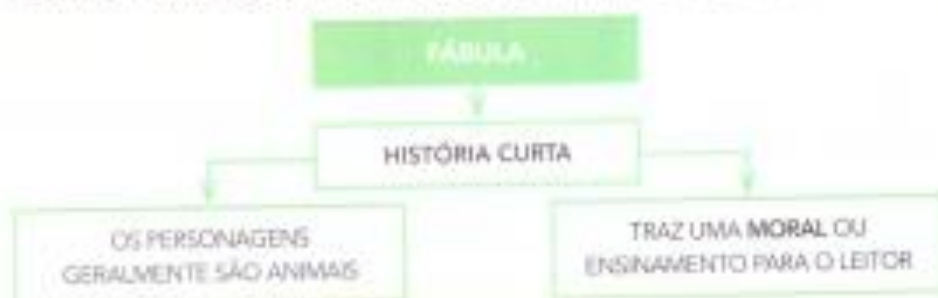 FÁBULA
HISTÓRIA CURTA
OS PERSONAGENS
GERALMENTE SÃO ANIMAIS
TRAZ UMA MORAL OU
ENSINAMENTO PARA O LEITOR